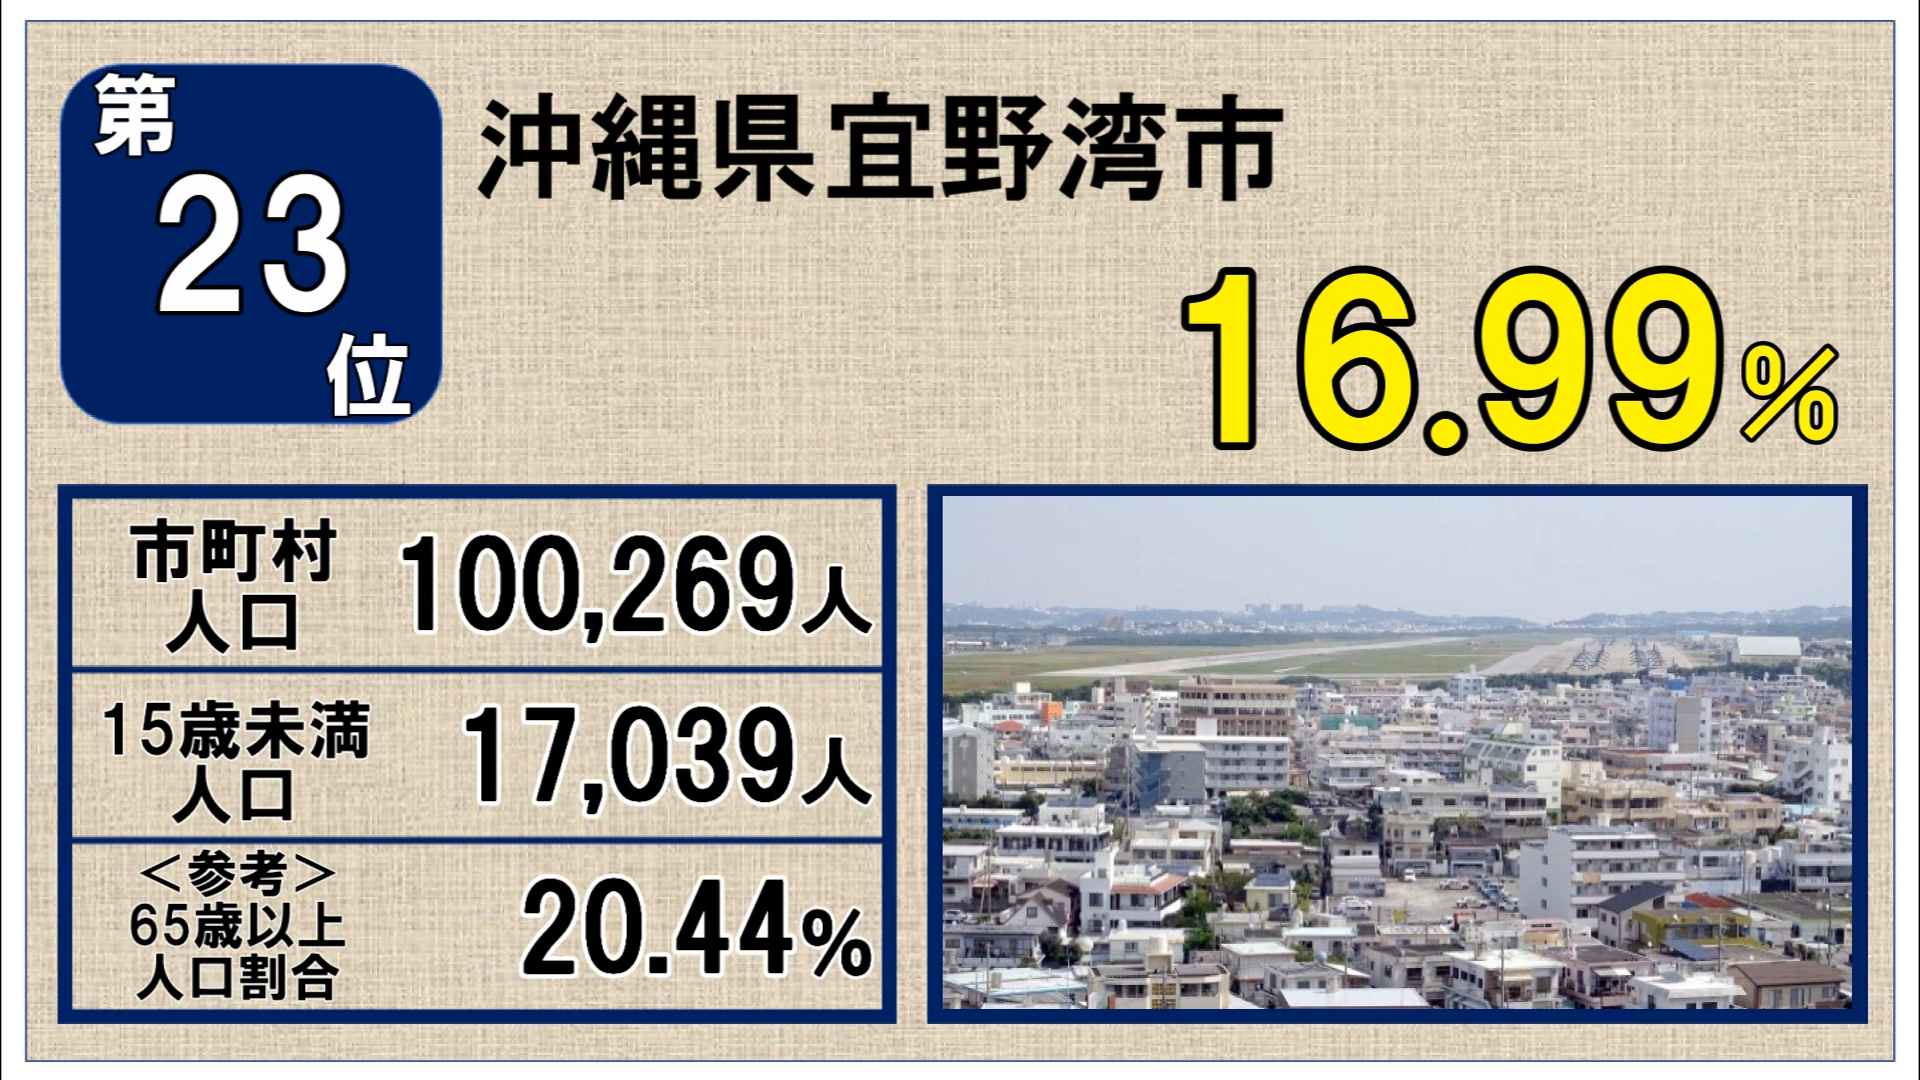 第
23
位
沖縄県宜野湾市
16.99%
市町村
人口
100,269人
15歳未満
人口
17,039人
＜参考＞
65歳以上
人口割合
20.44%